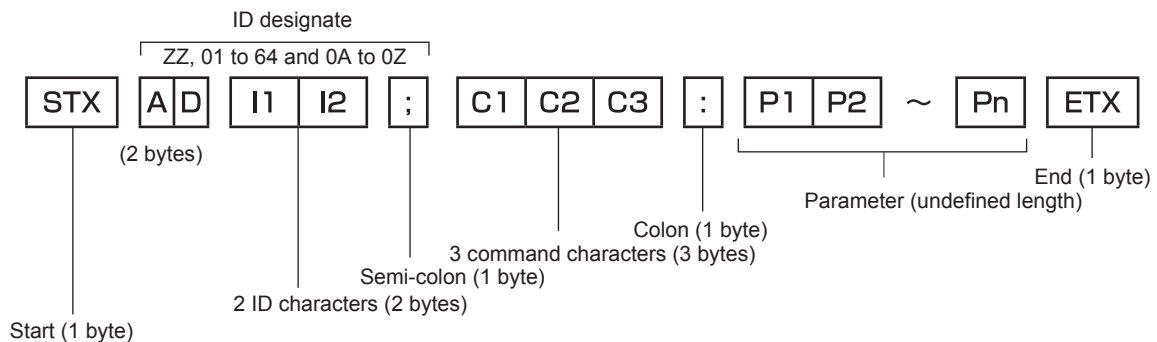 ID designate
ZZ, 01 to 64 and 0A to 0Z
STX A D I1 I2 ; C1 C2 C3 : P1 P2 ～ Pn ETX
(2 bytes)
End (1 byte)
Parameter (undefined length)
Colon (1 byte)
3 command characters (3 bytes)
Semi-colon (1 byte)
2 ID characters (2 bytes)
Start (1 byte)